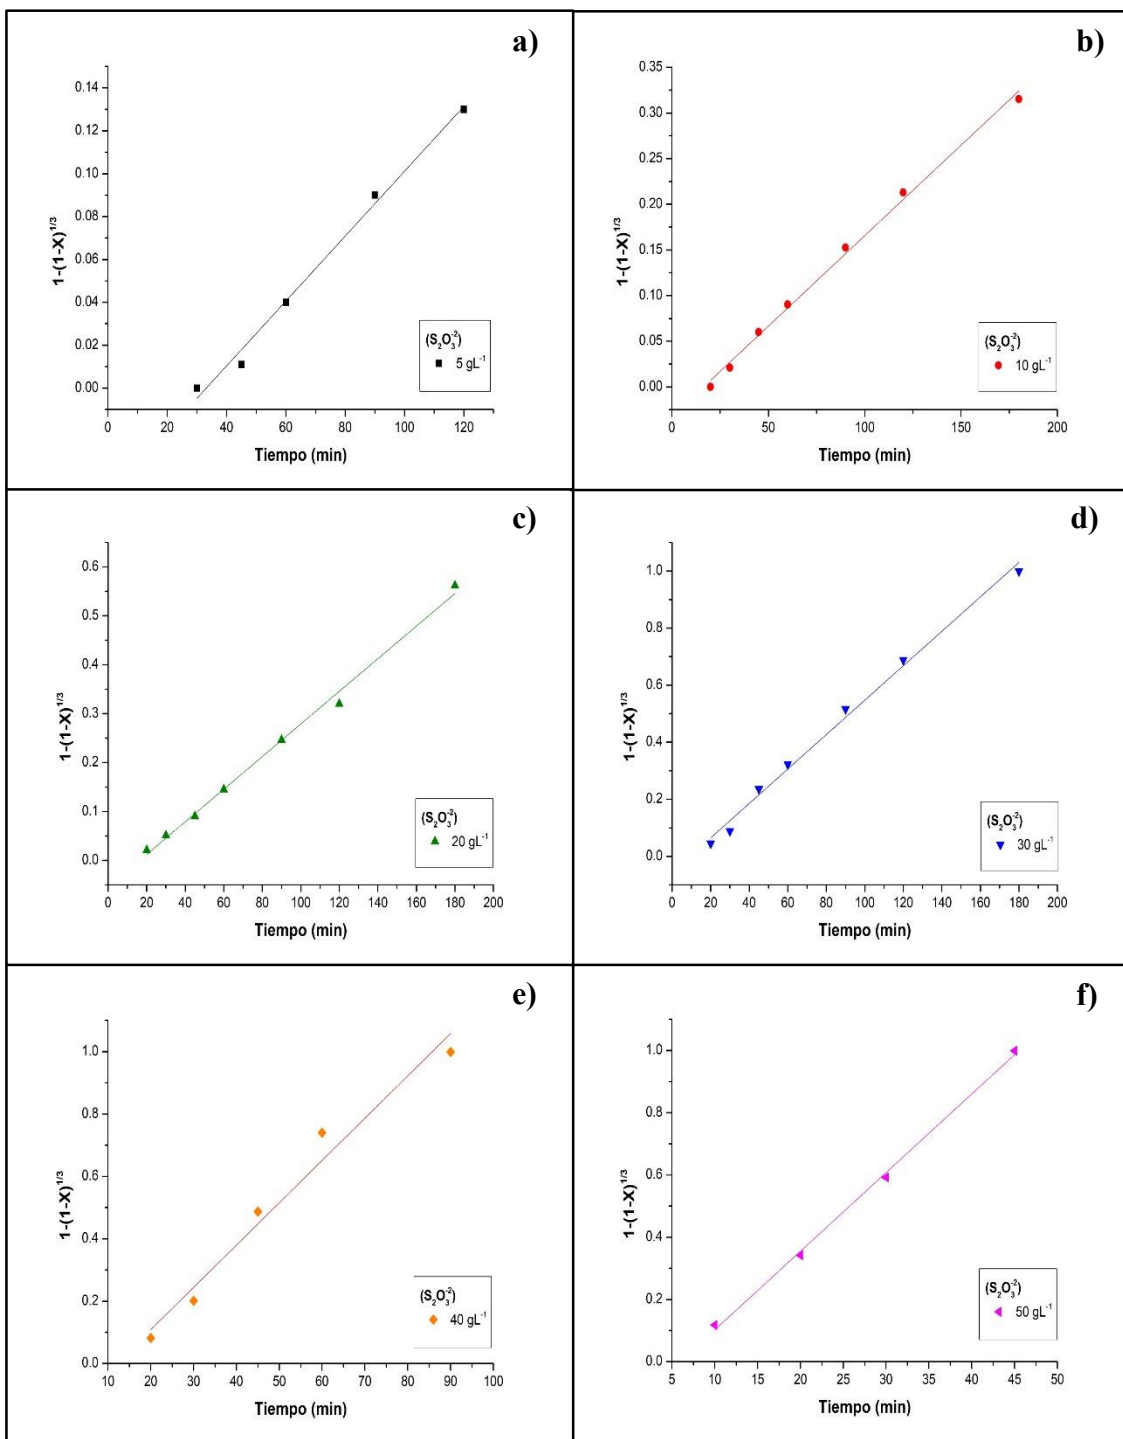 a)
0.14
0.12
0.10
0.08
0.06
0.04
0.02
0.00
1-(1-X)^1/3
0 20 40 60 80 100 120
Tiempo (min)
(S₂O₃⁻²)
5 gL⁻¹
b)
0.35
0.30
0.25
0.20
0.15
0.10
0.05
0.00
1-(1-X)^1/3
0 50 100 150 200
Tiempo (min)
(S₂O₃⁻²)
10 gL⁻¹
c)
0.6
0.5
0.4
0.3
0.2
0.1
0.0
1-(1-X)^1/3
0 20 40 60 80 100 120 140 160 180 200
Tiempo (min)
(S₂O₃⁻²)
20 gL⁻¹
d)
1.0
0.8
0.6
0.4
0.2
0.0
1-(1-X)^1/3
0 20 40 60 80 100 120 140 160 180 200
Tiempo (min)
(S₂O₃⁻²)
30 gL⁻¹
e)
1.0
0.8
0.6
0.4
0.2
0.0
1-(1-X)^1/3
10 20 30 40 50 60 70 80 90 100
Tiempo (min)
(S₂O₃⁻²)
40 gL⁻¹
f)
1.0
0.8
0.6
0.4
0.2
0.0
1-(1-X)^1/3
5 10 15 20 25 30 35 40 45 50
Tiempo (min)
(S₂O₃⁻²)
50 gL⁻¹